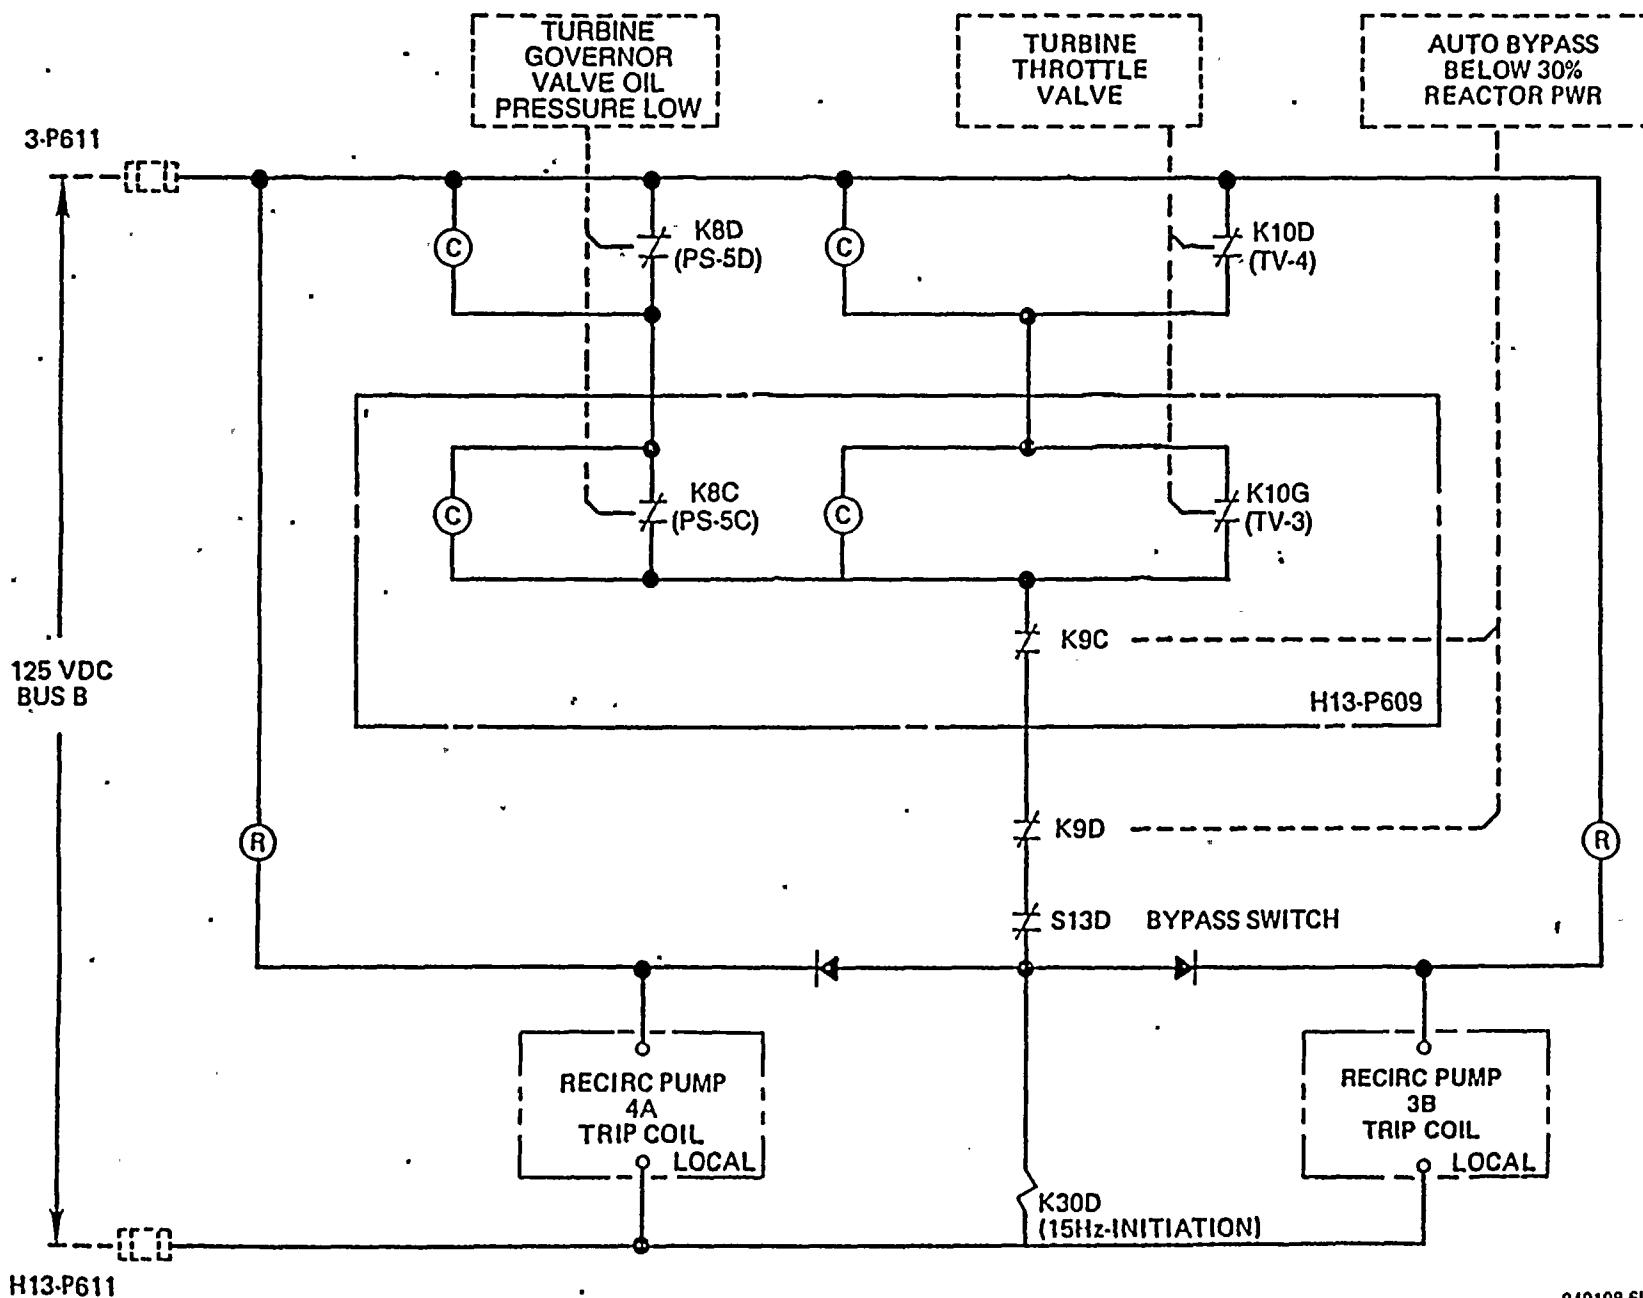 TURBINE
GOVERNOR
VALVE OIL
PRESSURE LOW
TURBINE
THROTTLE
VALVE
AUTO BYPASS
BELOW 30%
REACTOR PWR
3-P611
C
K8D
(PS-5D)
C
K10D
(TV-4)
C
K8C
(PS-5C)
C
K10G
(TV-3)
K9C
125 VDC
BUS B
H13-P609
K9D
R
R
S13D BYPASS SWITCH
RECIRC PUMP
4A
TRIP COIL
LOCAL
RECIRC PUMP
3B
TRIP COIL
LOCAL
K30D
(15Hz-INITIATION)
H13-P611